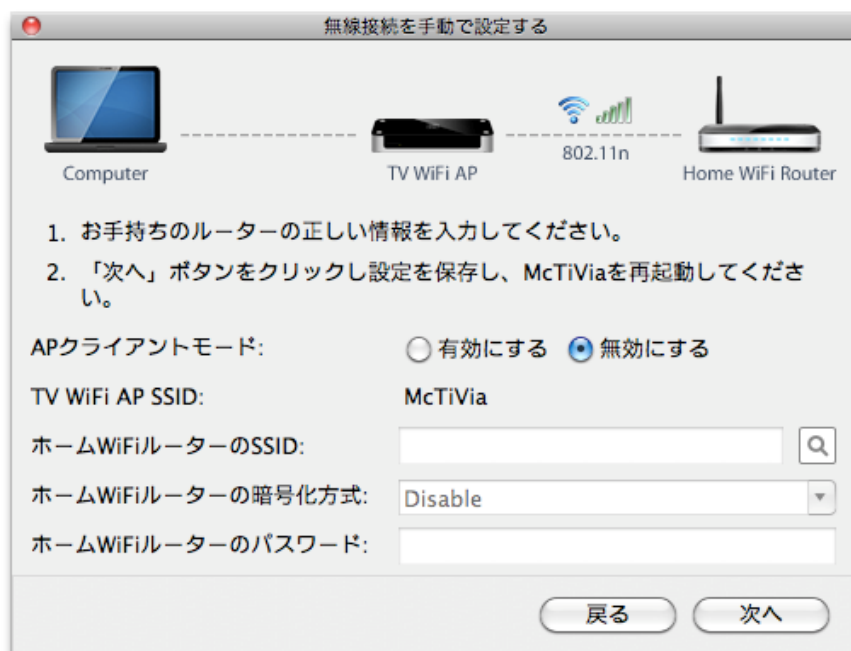 無線接続を手動で設定する
802.11n
Computer
TV WiFi AP
Home WiFi Router
1. お手持ちのルーターの正しい情報を入力してください。
2. 「次へ」ボタンをクリックし設定を保存し、McTiViaを再起動してくださ
い。
APクライアントモード: 有効にする 無効にする
TV WiFi AP SSID: McTiVia
ホームWiFiルーターのSSID:
ホームWiFiルーターの暗号化方式: Disable
ホームWiFiルーターのパスワード:
戻る 次へ